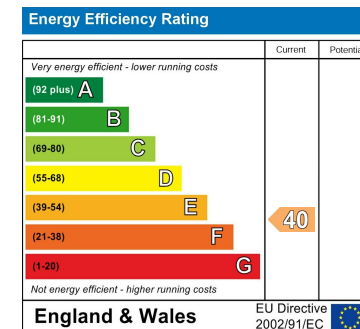 Energy Efficiency Rating
Current Potentia
Very energy efficient - lower running costs
(92 plus) A
(81-91) B
(69-80) C
(55-68) D
(39-54) E
40
(21-38) F
(1-20) G
Not energy efficient - higher running costs
England & Wales
EU Directive
2002/91/EC